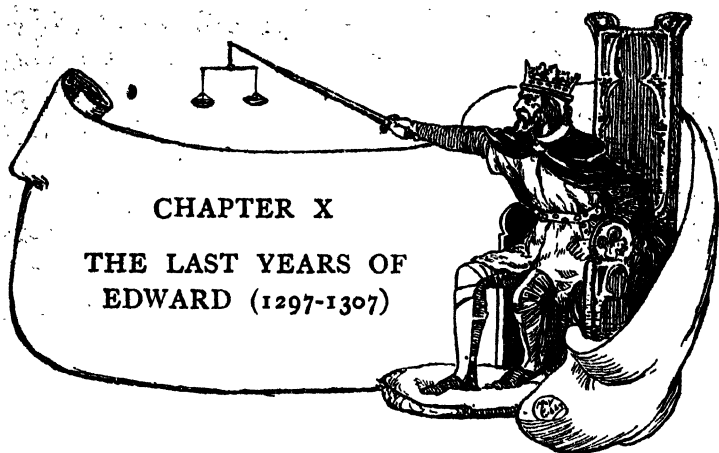 CHAPTER X
THE LAST YEARS OF
EDWARD (1297-1307)